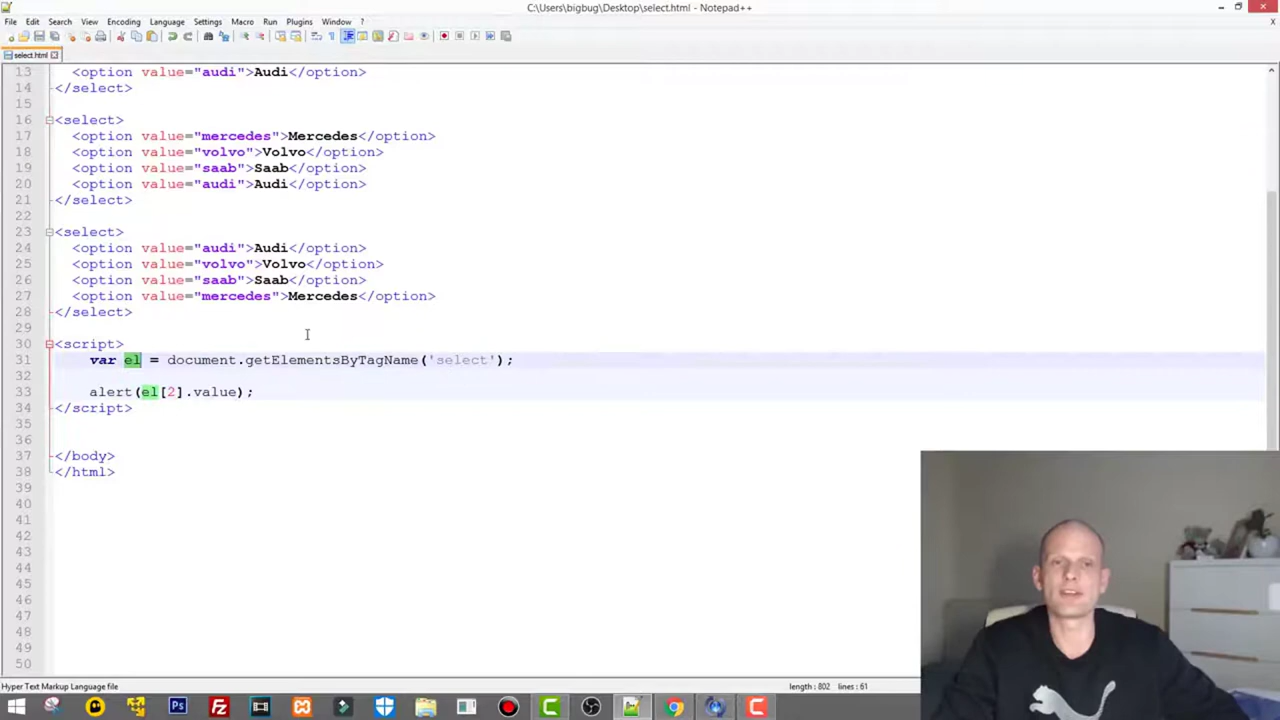 C:\Users\bigbug\Desktop\select.html - Notepad++
File Edit Search View Encoding Language Settings Macro Run Plugins Window ?
select.html
13 <option value="audi">Audi</option>
14 </select>
15
16 <select>
17 <option value="mercedes">Mercedes</option>
18 <option value="volvo">Volvo</option>
19 <option value="saab">Saab</option>
20 <option value="audi">Audi</option>
21 </select>
22
23 <select>
24 <option value="audi">Audi</option>
25 <option value="volvo">Volvo</option>
26 <option value="saab">Saab</option>
27 <option value="mercedes">Mercedes</option>
28 </select>
29
30 <script>
31 var el = document.getElementsByTagName('select');
32
33 alert(el[2].value);
34 </script>
35
36
37 </body>
38 </html>
39
40
41
42
43
44
45
46
47
48
49
50
Hyper Text Markup Language file length : 802 lines : 61